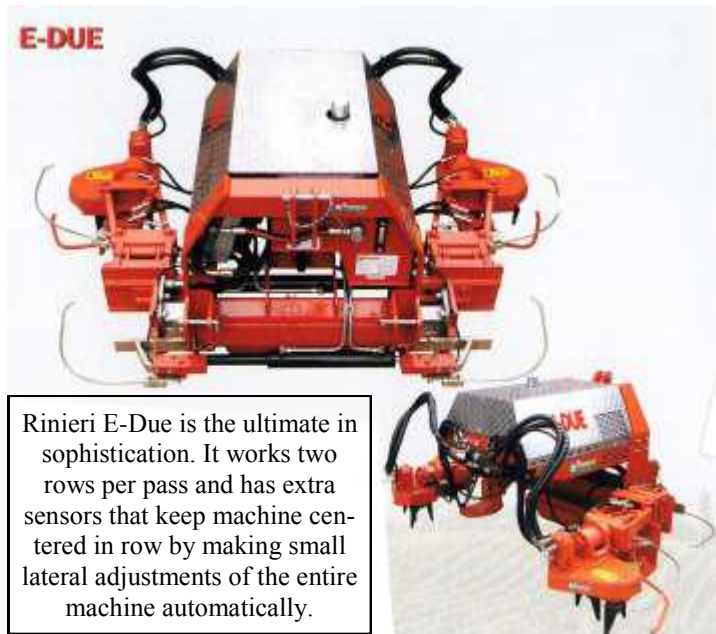 E-DUE
Rinieri E-Due is the ultimate in
sophistication. It works two
rows per pass and has extra
sensors that keep machine cen-
tered in row by making small
lateral adjustments of the entire
machine automatically.
E-DUE